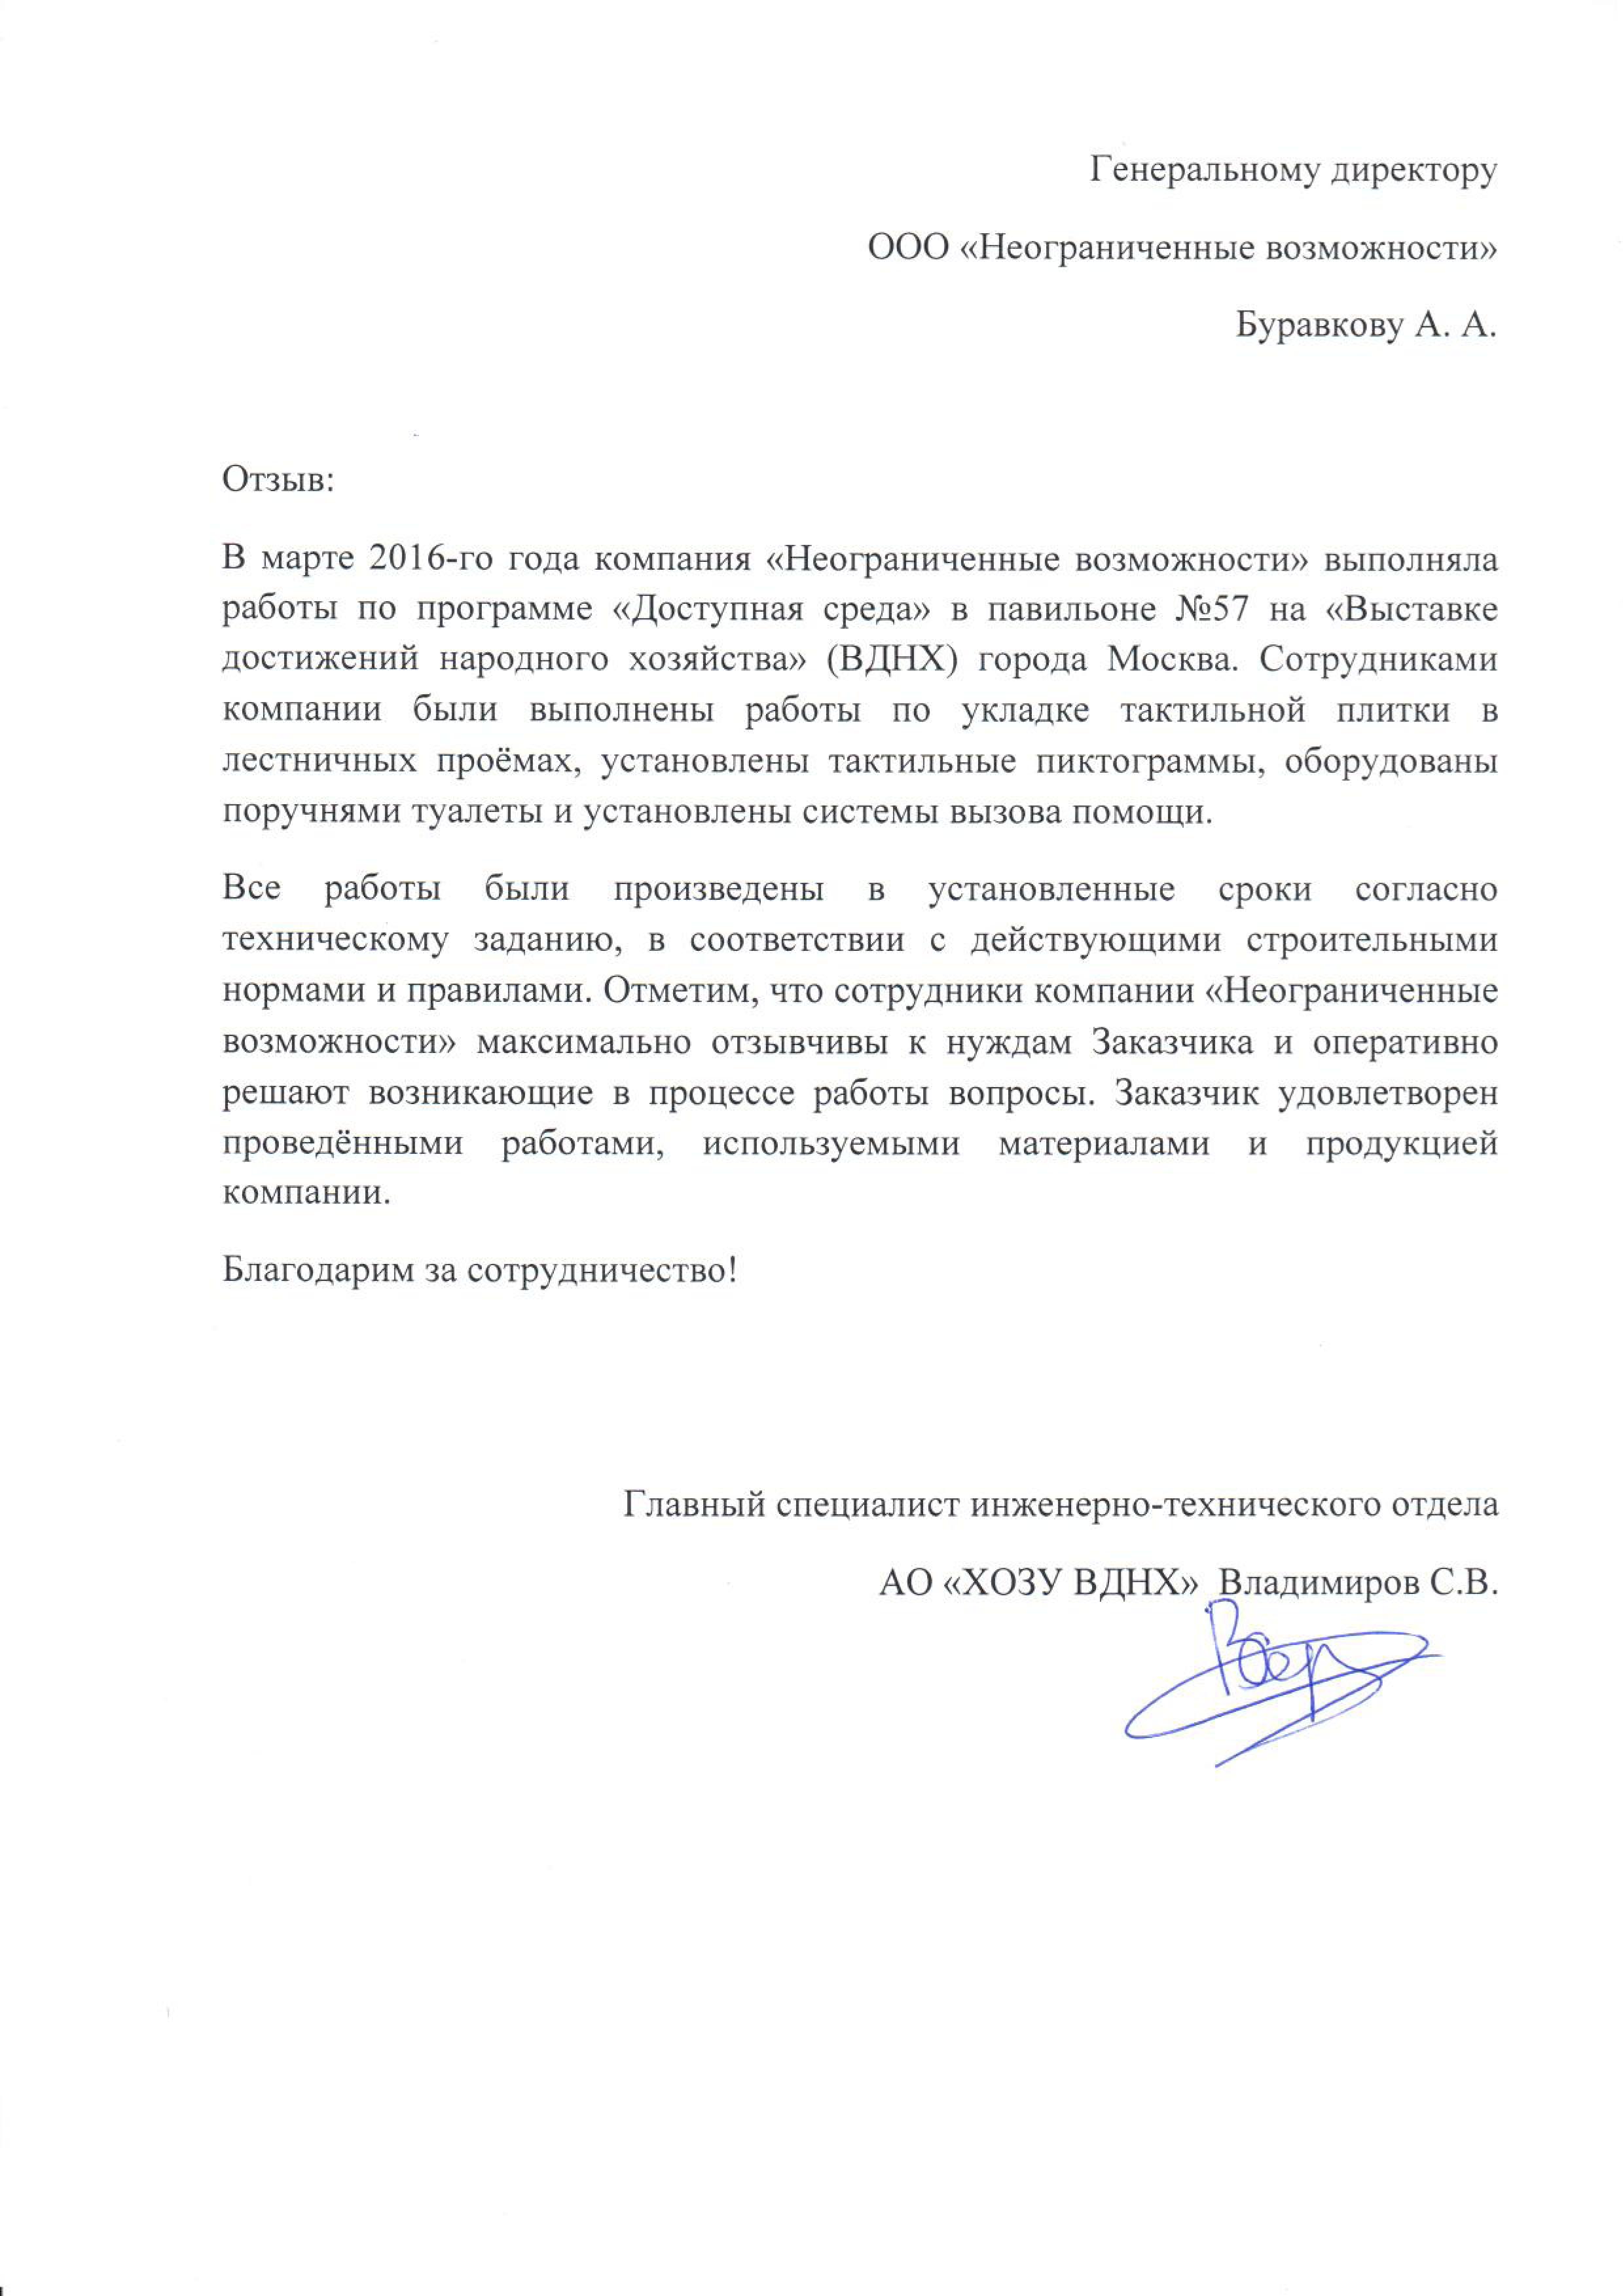 Генеральному директору
ООО «Неограниченные возможности»
Буравкову А. А.
Отзыв:
В марте 2016-го года компания «Неограниченные возможности» выполняла
работы по программе «Доступная среда» в павильоне №57 на «Выставке
достижений народного хозяйства» (ВДНХ) города Москва. Сотрудниками
компании были выполнены работы по укладке тактильной плитки в
лестничных проёмах, установлены тактильные пиктограммы, оборудованы
поручнями туалеты и установлены системы вызова помощи.
Все работы были произведены в установленные сроки согласно
техническому заданию, в соответствии с действующими строительными
нормами и правилами. Отметим, что сотрудники компании «Неограниченные
возможности» максимально отзывчивы к нуждам Заказчика и оперативно
решают возникающие в процессе работы вопросы. Заказчик удовлетворен
проведёнными работами, используемыми материалами и продукцией
компании.
Благодарим за сотрудничество!
Главный специалист инженерно-технического отдела
АО «ХОЗУ ВДНХ» Владимиров С.В.